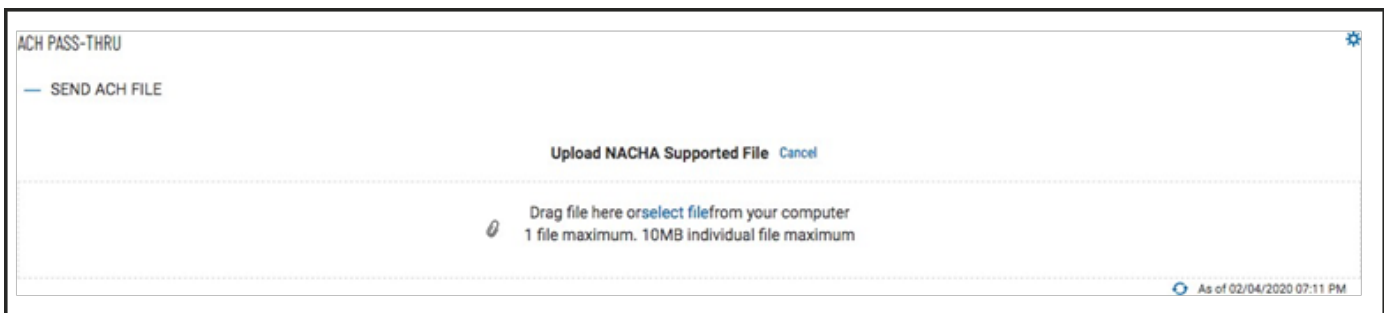 ACH PASS-THRU
SEND ACH FILE
Upload NACHA Supported File Cancel
Drag file here orselect filefrom your computer
1 file maximum. 10MB individual file maximum
As of 02/04/2020 07:11 PM